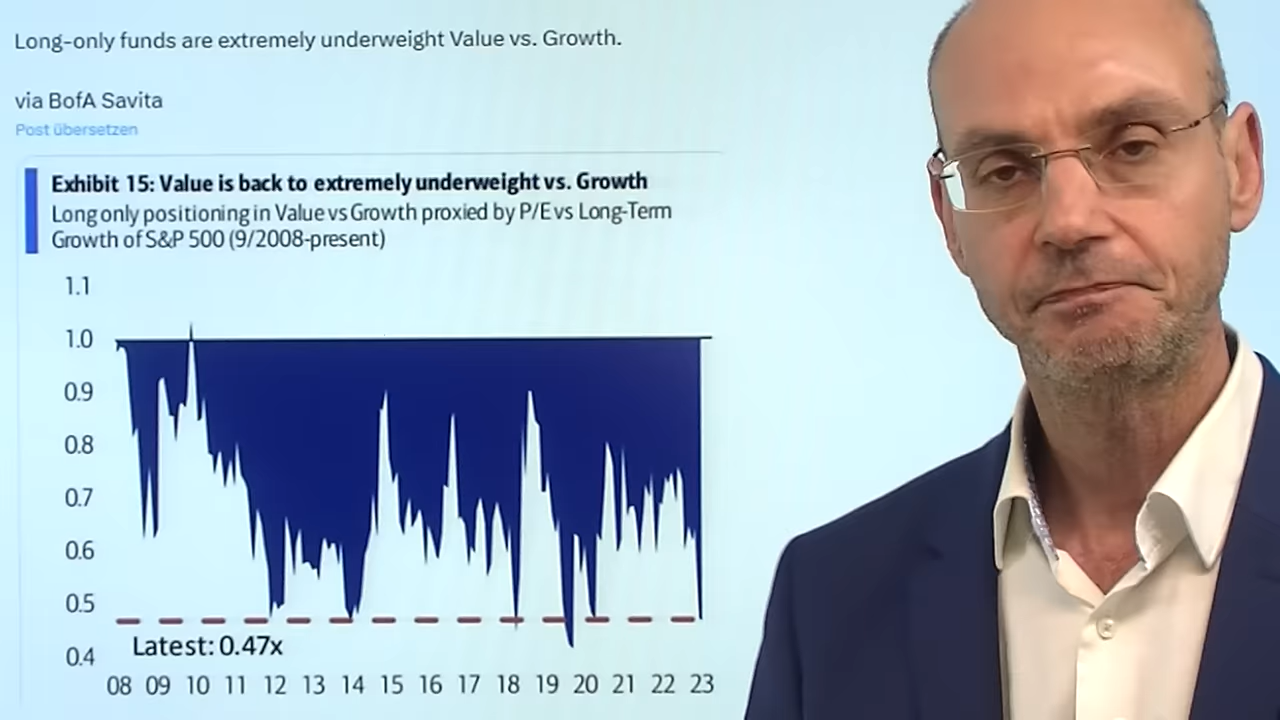 Long-only funds are extremely underweight Value vs. Growth.
via BofA Savita
Post übersetzen
Exhibit 15: Value is back to extremely underweight vs. Growth
Long only positioning in Value vs Growth proxied by P/E vs Long-Term
Growth of S&P 500 (9/2008-present)
1.1
1.0
0.9
0.8
0.7
0.6
0.5
0.4
Latest: 0.47x
08 09 10 11 12 13 14 15 16 17 18 19 20 21 22 23